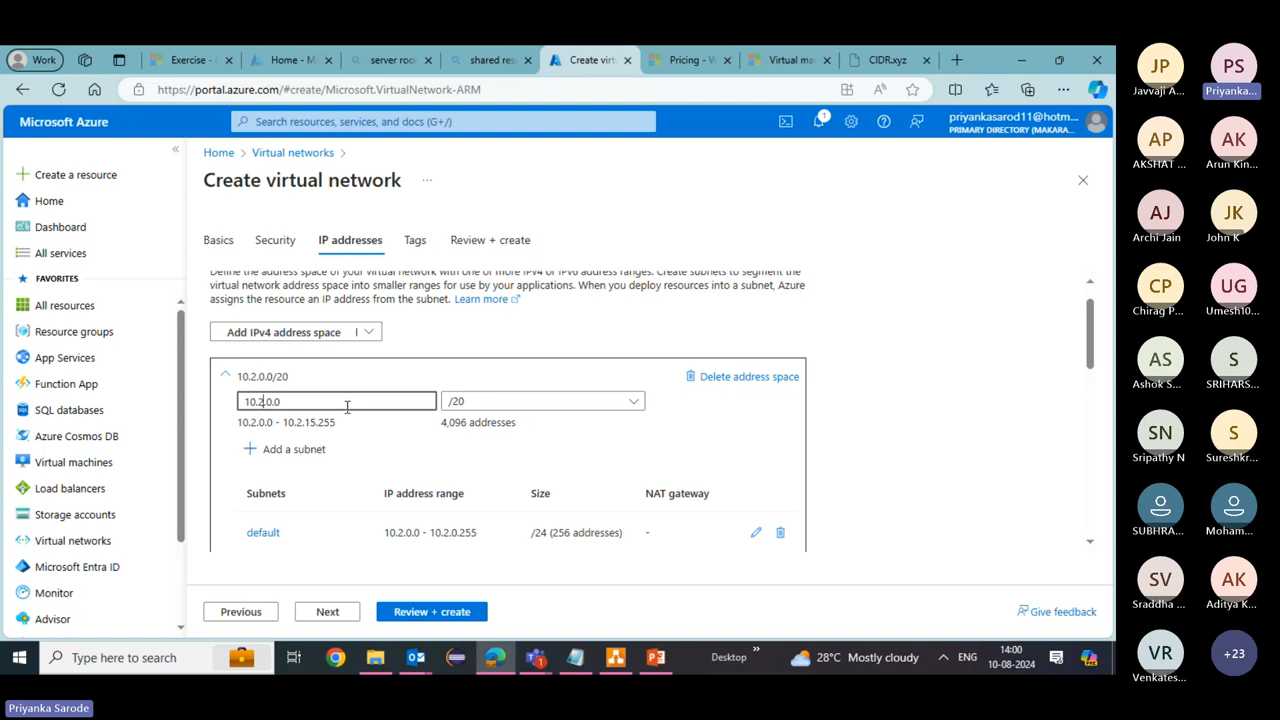 Work
Exercise -
Home - M
server roor
shared res
Create virt
Pricing - V
Virtual ma
CIDR.xyz
https://portal.azure.com/#create/Microsoft.VirtualNetwork-ARM
Microsoft Azure
Search resources, services, and docs (G+/)
1
priyankasarod11@hotm...
PRIMARY DIRECTORY (MAKARA...
Create a resource
Home
Dashboard
All services
FAVORITES
All resources
Resource groups
App Services
Function App
SQL databases
Azure Cosmos DB
Virtual machines
Load balancers
Storage accounts
Virtual networks
Microsoft Entra ID
Monitor
Advisor
Home > Virtual networks >
Create virtual network ...
Basics Security IP addresses Tags Review + create
Define the address space of your virtual network with one or more IPv4 or IPv6 address ranges. Create subnets to segment the
virtual network address space into smaller ranges for use by your applications. When you deploy resources into a subnet, Azure
assigns the resource an IP address from the subnet. Learn more
Add IPv4 address space
10.2.0.0/20
Delete address space
10.2.0.0
/20
10.2.0.0 - 10.2.15.255
4,096 addresses
Add a subnet
Subnets IP address range Size NAT gateway
default 10.2.0.0 - 10.2.0.255 /24 (256 addresses) -
Previous
Next
Review + create
Give feedback
Type here to search
1
Desktop
28°C Mostly cloudy
ENG
14:00
10-08-2024
JP
Javvaji A...
PS
Priyanka...
AP
AKSHAT ...
AK
Arun Kin...
AJ
Archi Jain
JK
John K
CP
Chirag P...
UG
Umesh10...
AS
Ashok S...
S
SRIHARS...
SN
Sripathy N
S
Sureshkr...
SUBHRA...
Moham...
SV
Sraddha ...
AK
Aditya K...
VR
Venkates...
+23
Priyanka Sarode